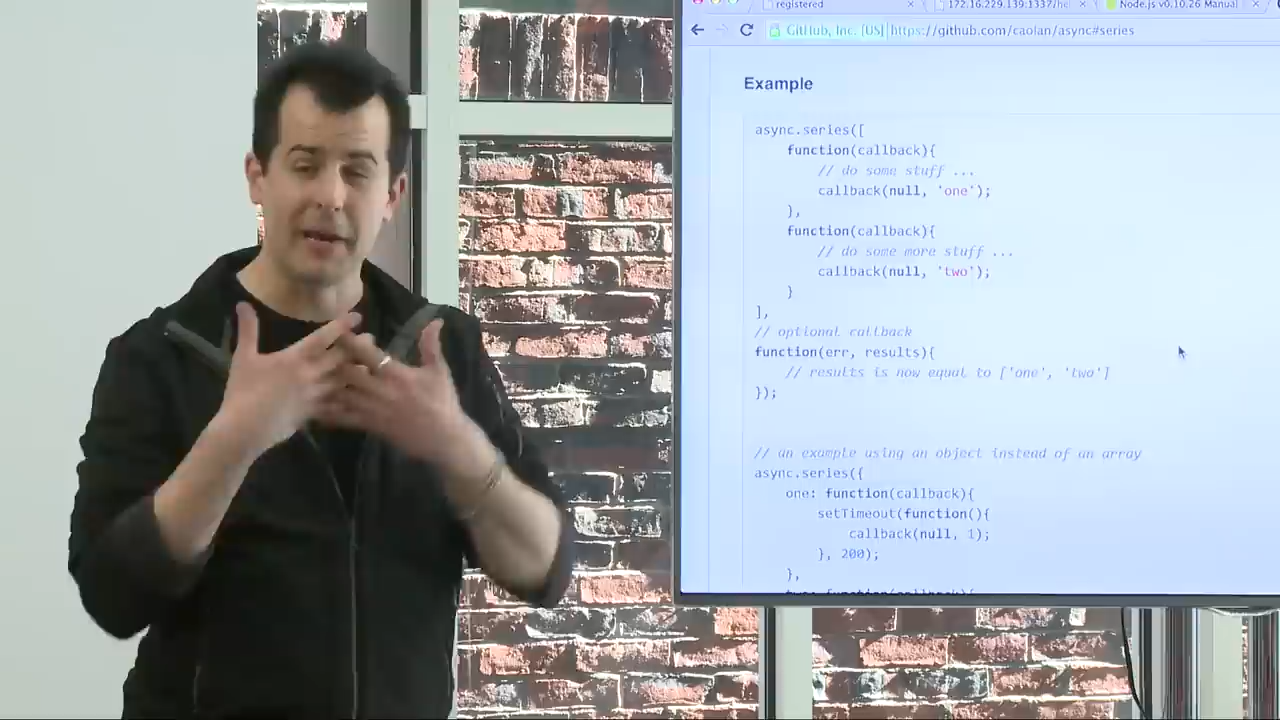 registered
172.16.229.139:1337/he
Node.js v0.10.26 Manual
GitHub, Inc. [US] https://github.com/caolan/async#series
Example
async.series([
function(callback){
// do some stuff ...
callback(null, 'one');
},
function(callback){
// do some more stuff ...
callback(null, 'two');
}
],
// optional callback
function(err, results){
// results is now equal to ['one', 'two']
});
// an example using an object instead of an array
async.series({
one: function(callback){
setTimeout(function(){
callback(null, 1);
}, 200);
},
two: function(callback){